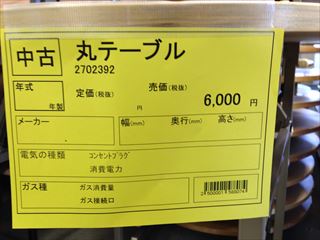 中古 丸テーブル
2702392
年式 年製 定価(税抜) 円 売価(税抜) 6,000 円
メーカー 幅(mm) 奥行(mm) 高さ(mm)
電気の種類 コンセントプラグ
消費電力
ガス種 ガス消費量
ガス接続口